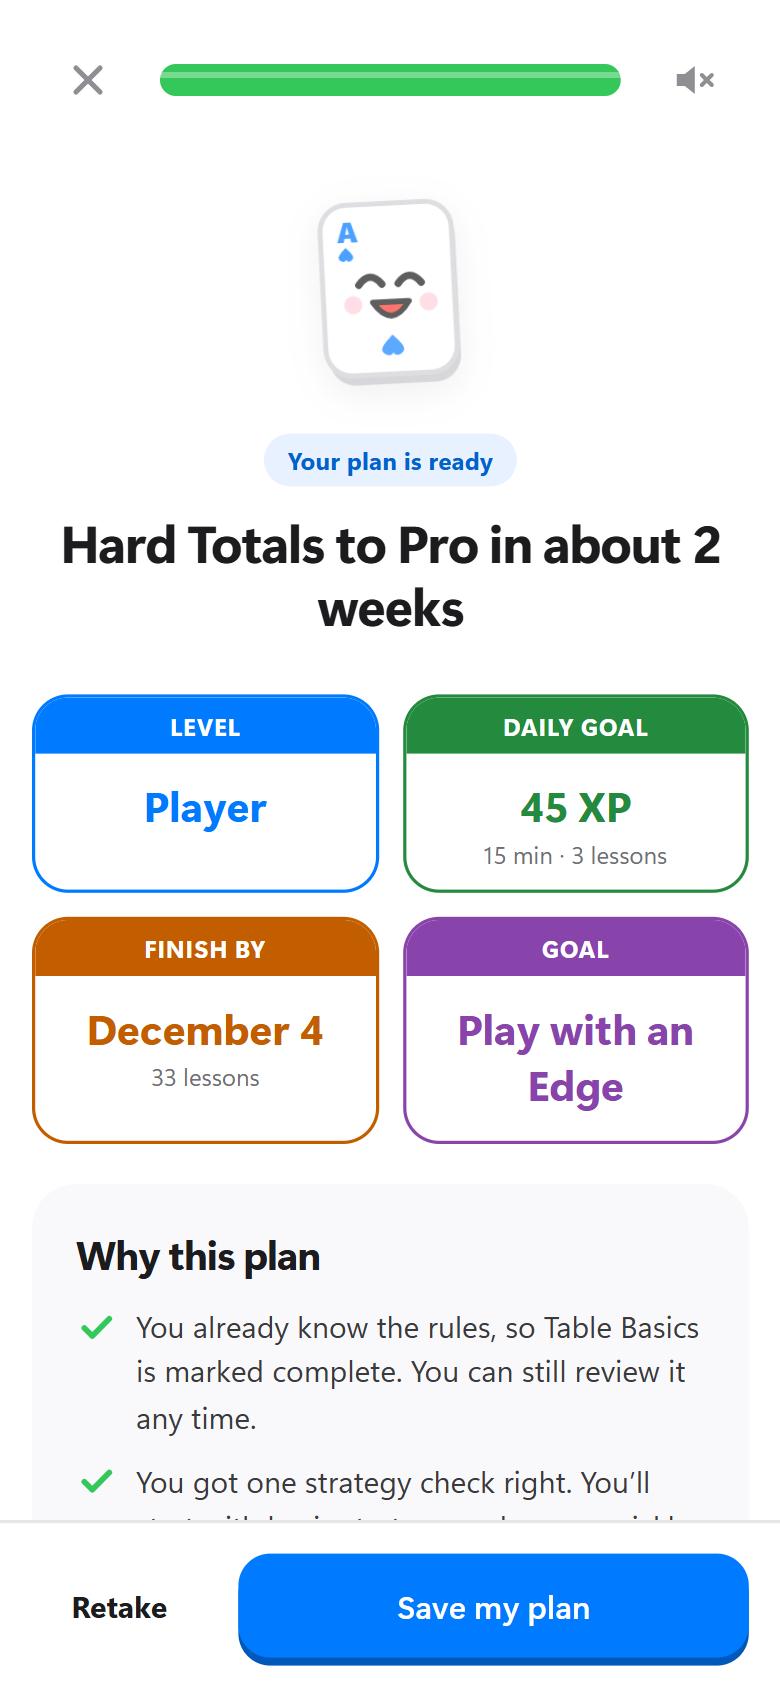 A
Your plan is ready
Hard Totals to Pro in about 2
weeks
LEVEL
Player
DAILY GOAL
45 XP
15 min · 3 lessons
FINISH BY
December 4
33 lessons
GOAL
Play with an
Edge
Why this plan
You already know the rules, so Table Basics
is marked complete. You can still review it
any time.
You got one strategy check right. You’ll
Retake
Save my plan